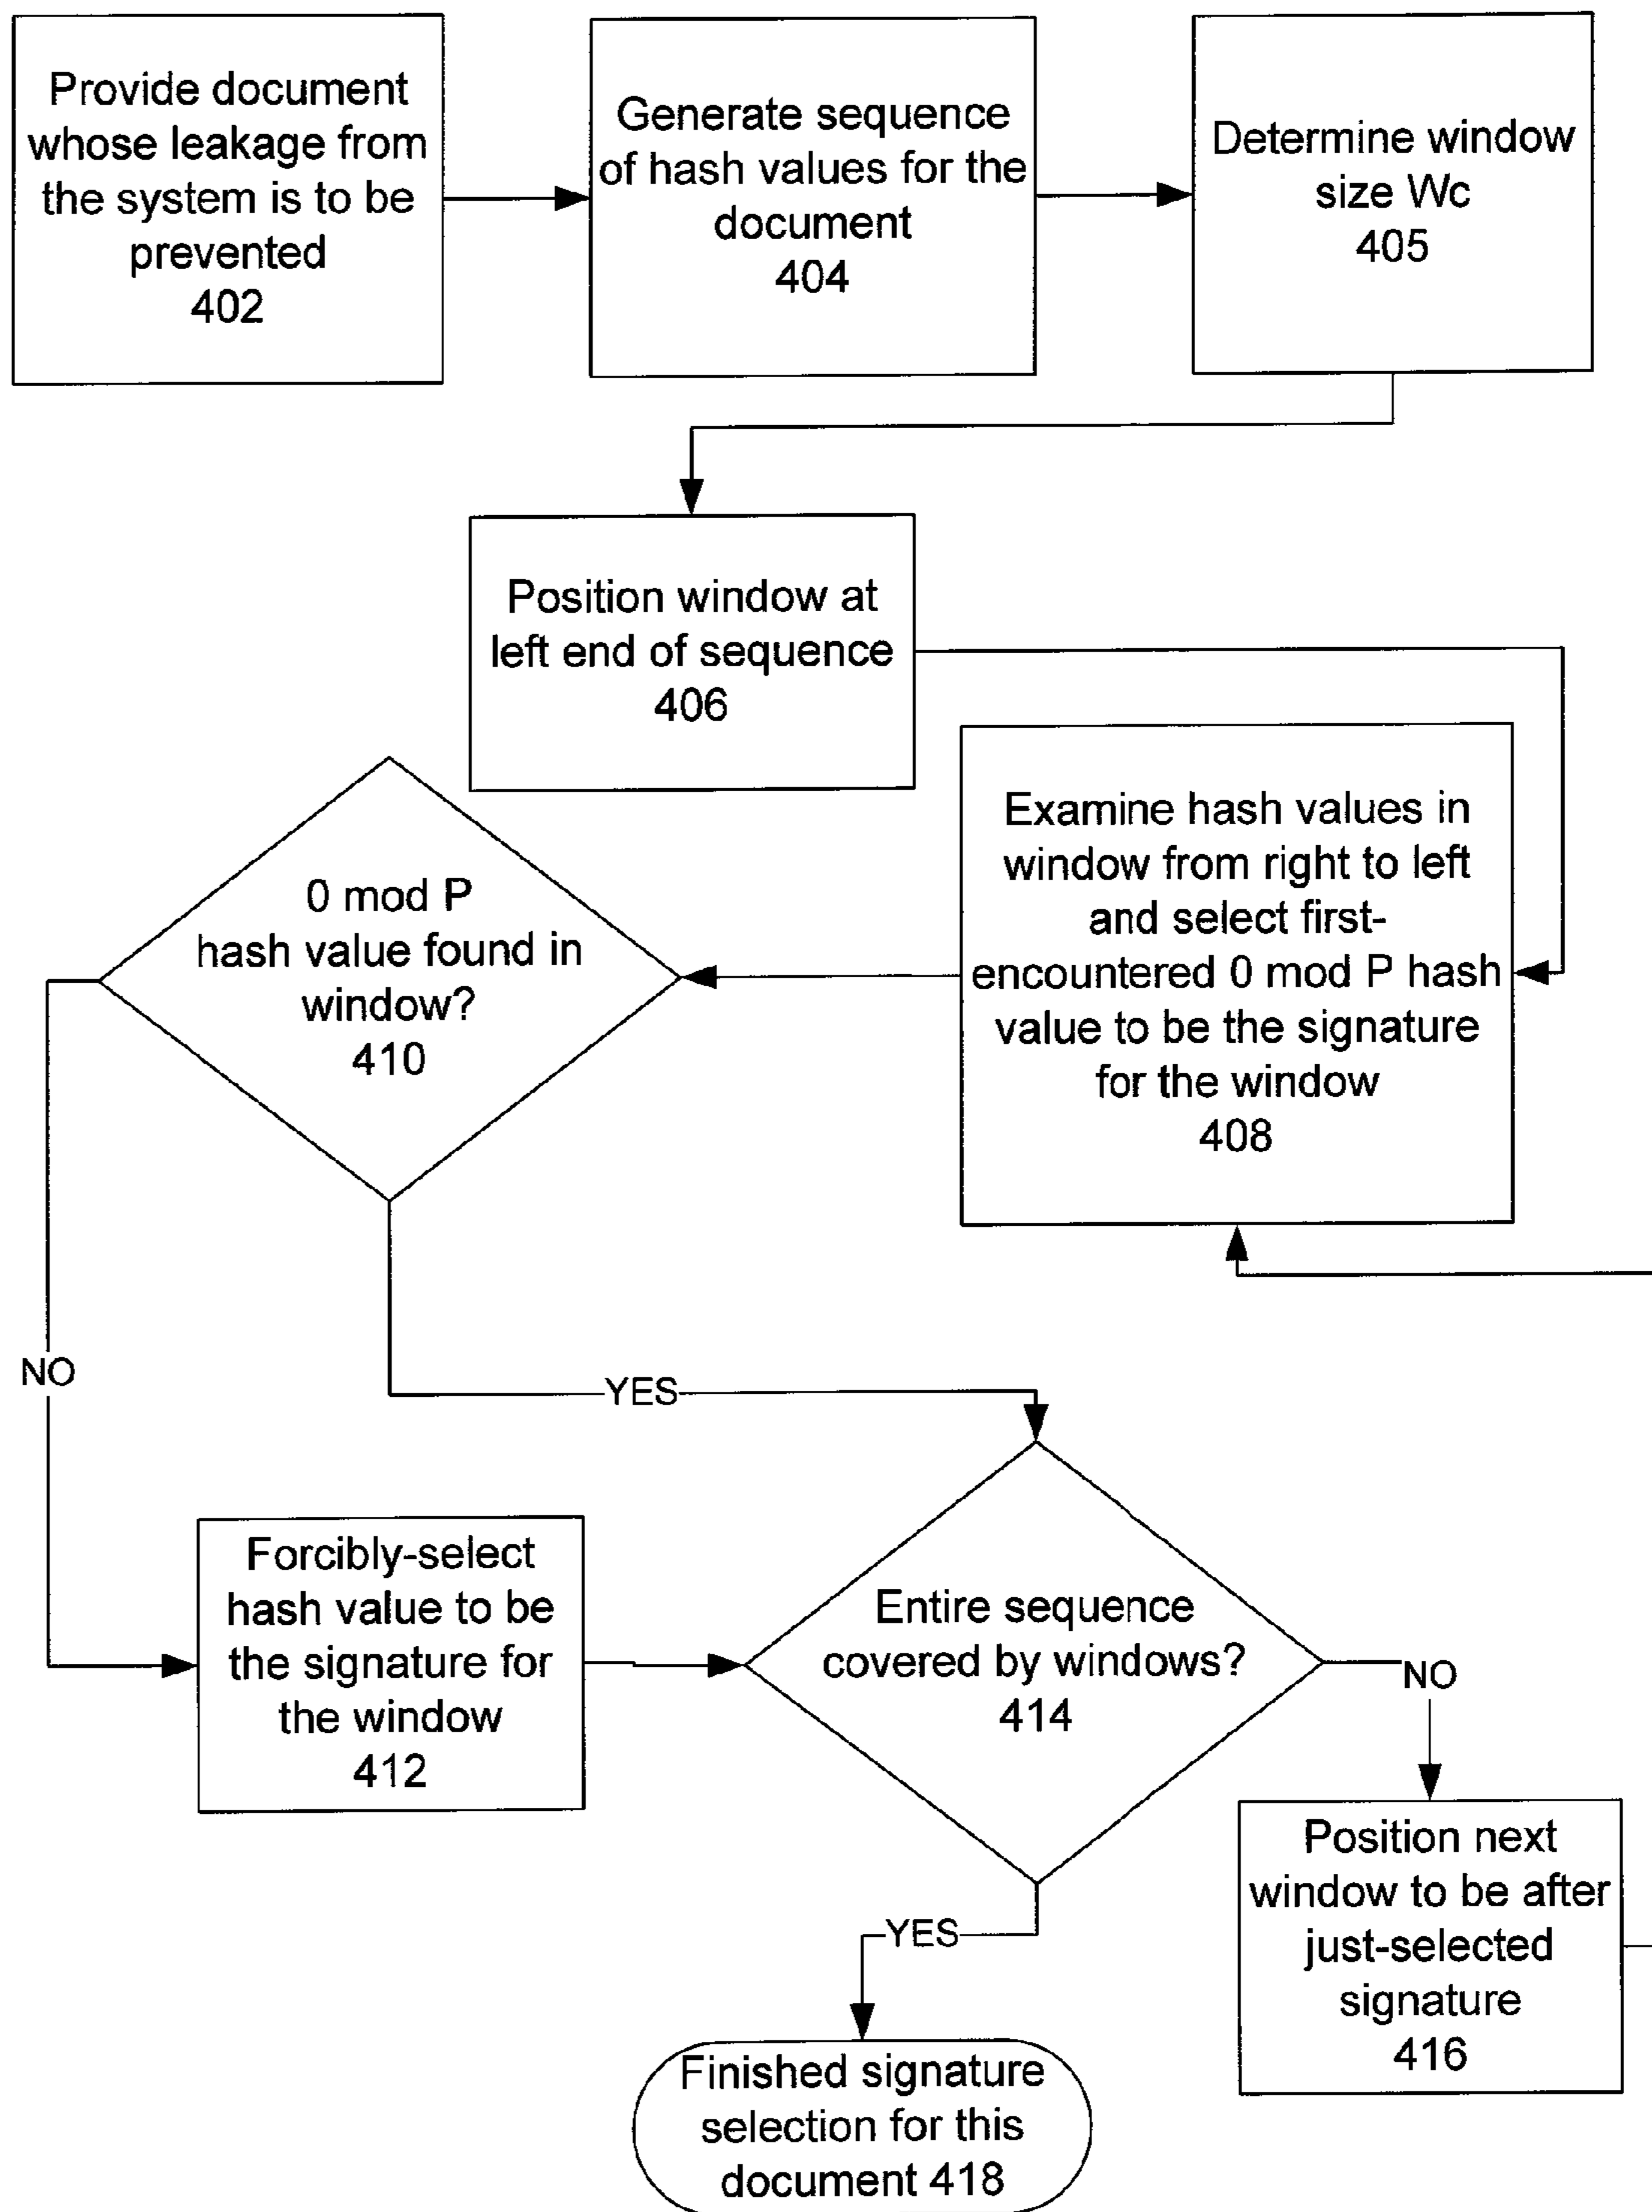 Provide document
whose leakage from
the system is to be
prevented
402
Generate sequence
of hash values for the
document
404
Determine window
size Wc
405
Position window at
left end of sequence
406
Examine hash values in
window from right to left
and select first-
encountered 0 mod P hash
value to be the signature
for the window
408
0 mod P
hash value found in
window?
410
NO
YES
Forcibly-select
hash value to be
the signature for
the window
412
Entire sequence
covered by windows?
414
NO
Position next
window to be after
just-selected
signature
416
YES
Finished signature
selection for this
document 418